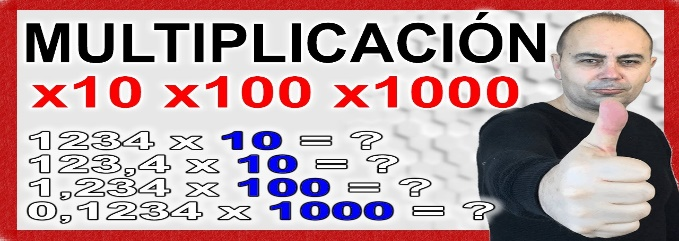 MULTIPLICACIÓN
x10 x100 x1000
1234 x 10 = ?
123,4 x 10 = ?
1,234 x 100 = ?
0,1234 x 1000 = ?